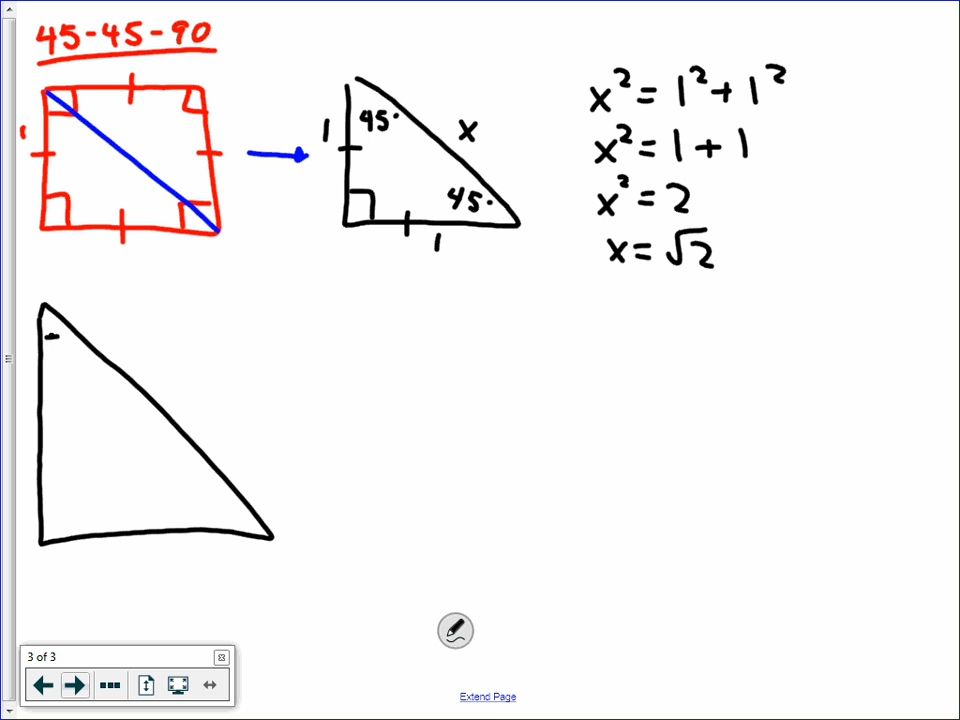 45-45-90
1
1
45°
x
45°
1
x² = 1² + 1²
x² = 1 + 1
x² = 2
x = √2
3 of 3
Extend Page